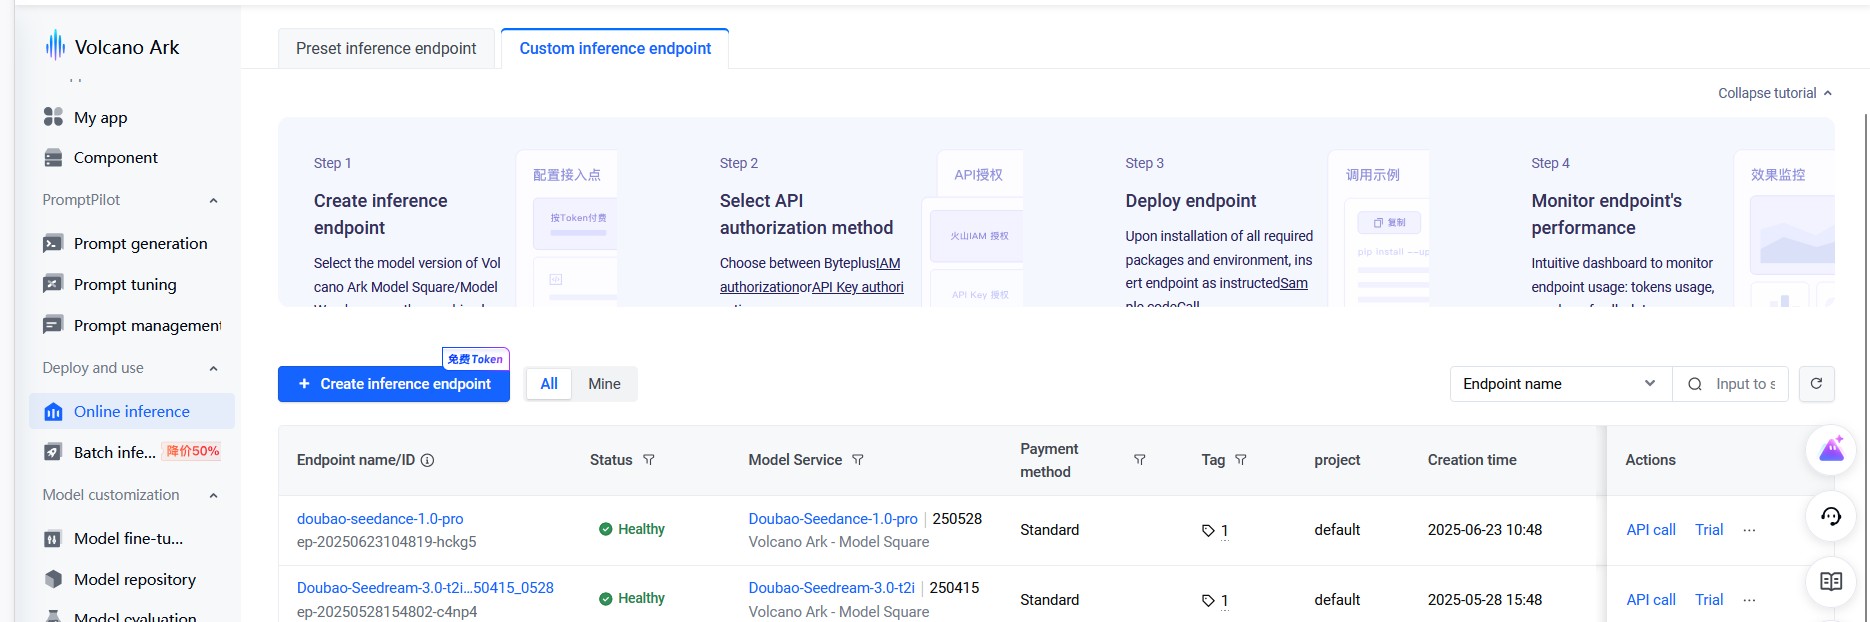 Volcano Ark
My app
Component
PromptPilot
Prompt generation
Prompt tuning
Prompt management
Deploy and use
Online inference
Batch infe... 降价50%
Model customization
Model fine-tu...
Model repository
Model evaluation
Preset inference endpoint
Custom inference endpoint
Collapse tutorial
Step 1
Create inference
endpoint
Select the model version of Vol
cano Ark Model Square/Model
配置接入点
按Token付费
Step 2
Select API
authorization method
Choose between ByteplusIAM
authorizationorAPI Key authori
API授权
火山IAM 授权
API Key 授权
Step 3
Deploy endpoint
Upon installation of all required
packages and environment, ins
ert endpoint as instructedSam
ple codeCall
调用示例
复制
pip install --up
Step 4
Monitor endpoint's
performance
Intuitive dashboard to monitor
endpoint usage: tokens usage,
效果监控
免费Token
+ Create inference endpoint
All
Mine
Endpoint name
Input to s
Endpoint name/ID
Status
Model Service
Payment
method
Tag
project
Creation time
Actions
doubao-seedance-1.0-pro
ep-20250623104819-hckg5
Healthy
Doubao-Seedance-1.0-pro | 250528
Volcano Ark - Model Square
Standard
1
default
2025-06-23 10:48
API call
Trial
...
Doubao-Seedream-3.0-t2i...50415_0528
ep-20250528154802-c4np4
Healthy
Doubao-Seedream-3.0-t2i | 250415
Volcano Ark - Model Square
Standard
1
default
2025-05-28 15:48
API call
Trial
...